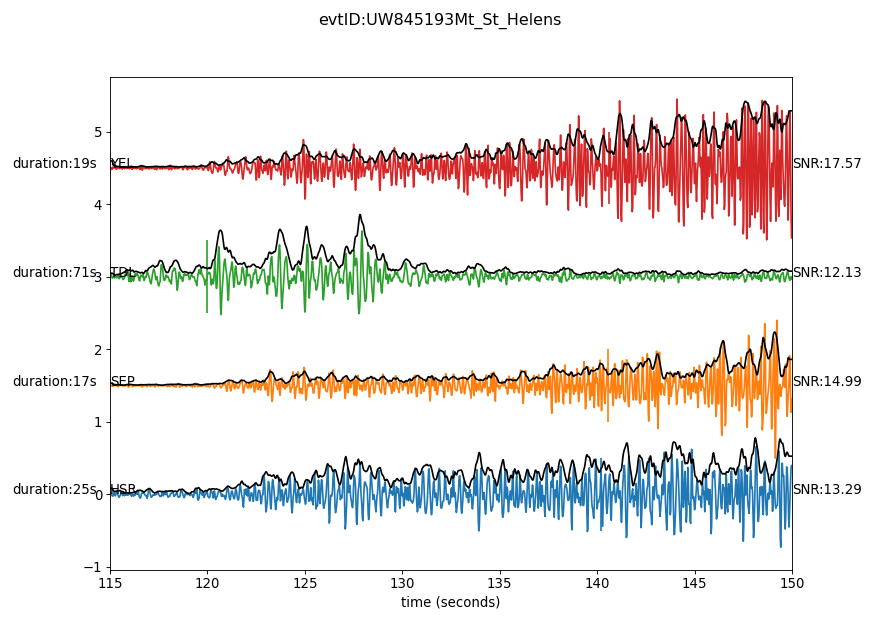 evtID:UW845193Mt_St_Helens
5
duration:19s YEL SNR:17.57
4
duration:71s TDL SNR:12.13
3
2
duration:17s SEP SNR:14.99
1
duration:25s HSR SNR:13.29
0
−1
115 120 125 130 135 140 145 150
time (seconds)